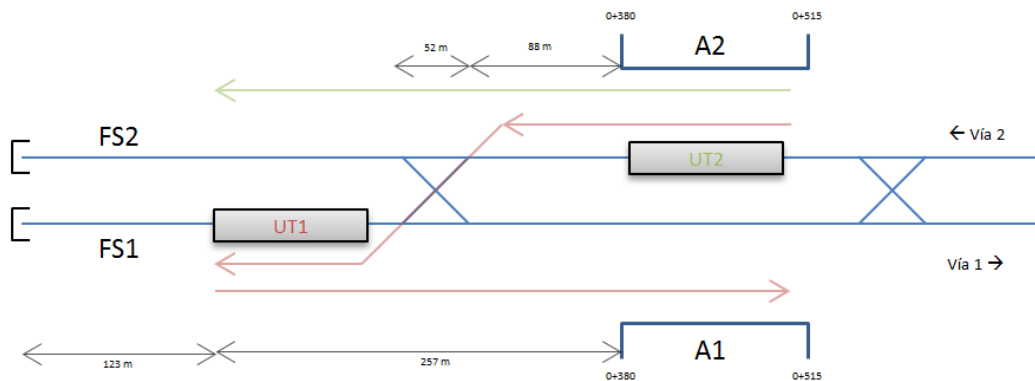 0+380
0+515
A2
52 m
88 m
FS2
← Vía 2
UT2
UT1
FS1
Vía 1 →
A1
123 m
257 m
0+380
0+515